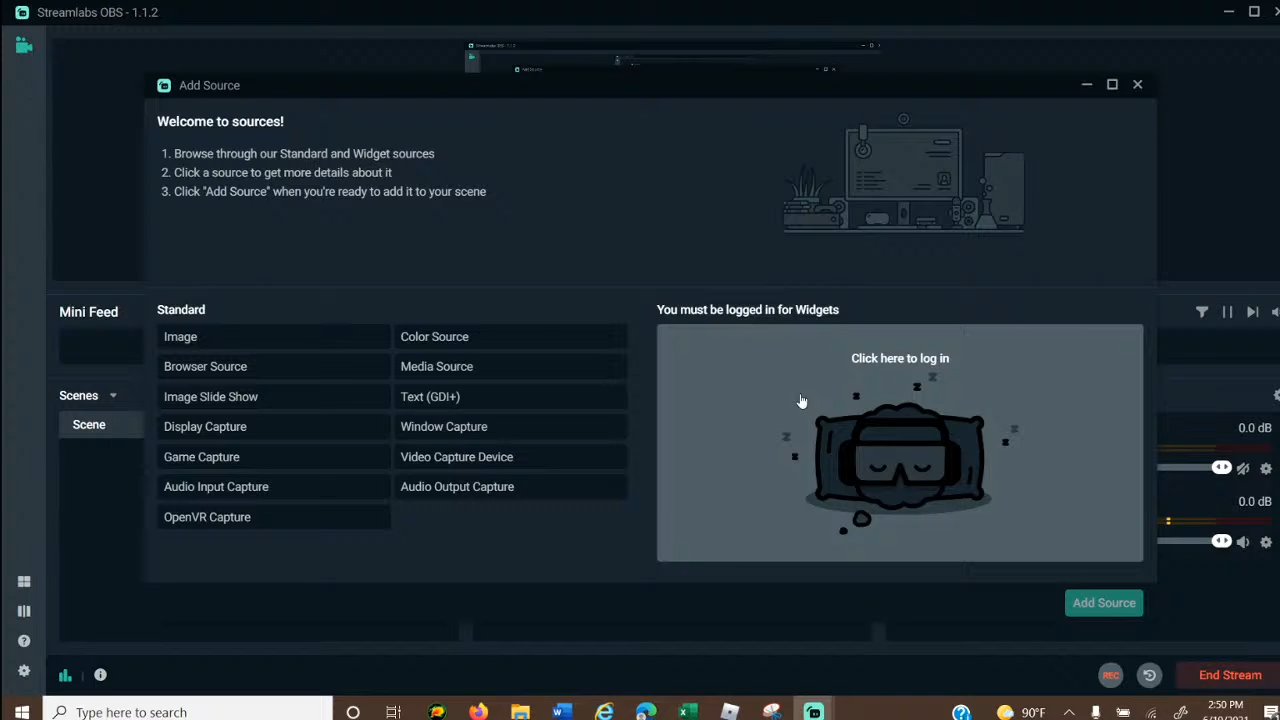 Streamlabs OBS - 1.1.2
Add Source
Welcome to sources!
1. Browse through our Standard and Widget sources
2. Click a source to get more details about it
3. Click "Add Source" when you're ready to add it to your scene
Mini Feed
Standard
You must be logged in for Widgets
Image
Color Source
Click here to log in
Browser Source
Media Source
Scenes
Image Slide Show
Text (GDI+)
Scene
Display Capture
Window Capture
0.0 dB
Game Capture
Video Capture Device
Audio Input Capture
Audio Output Capture
0.0 dB
OpenVR Capture
Add Source
REC
End Stream
Type here to search
90°F
2:50 PM